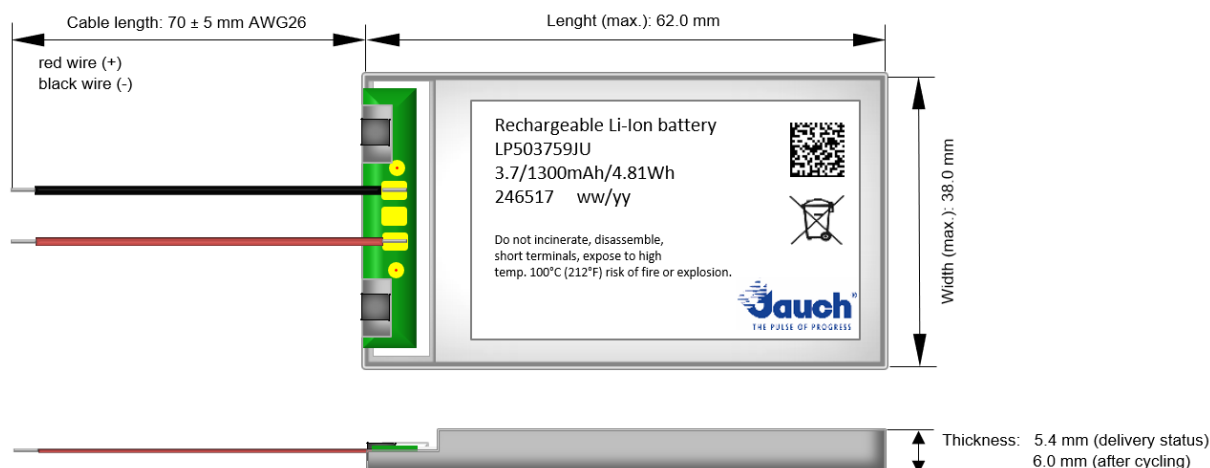 Cable length: 70 ± 5 mm AWG26
Lenght (max.): 62.0 mm
red wire (+)
black wire (-)
Rechargeable Li-Ion battery
LP503759JU
3.7/1300mAh/4.81Wh
246517 ww/yy
Do not incinerate, disassemble,
short terminals, expose to high
temp. 100°C (212°F) risk of fire or explosion.
Jauch®
THE PULSE OF PROGRESS
Width (max.): 38.0 mm
Thickness: 5.4 mm (delivery status)
6.0 mm (after cycling)